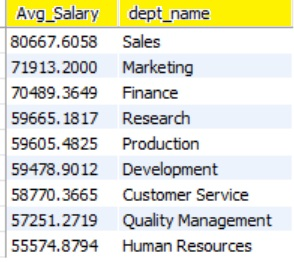 Avg_Salary dept_name
80667.6058 Sales
71913.2000 Marketing
70489.3649 Finance
59665.1817 Research
59605.4825 Production
59478.9012 Development
58770.3665 Customer Service
57251.2719 Quality Management
55574.8794 Human Resources